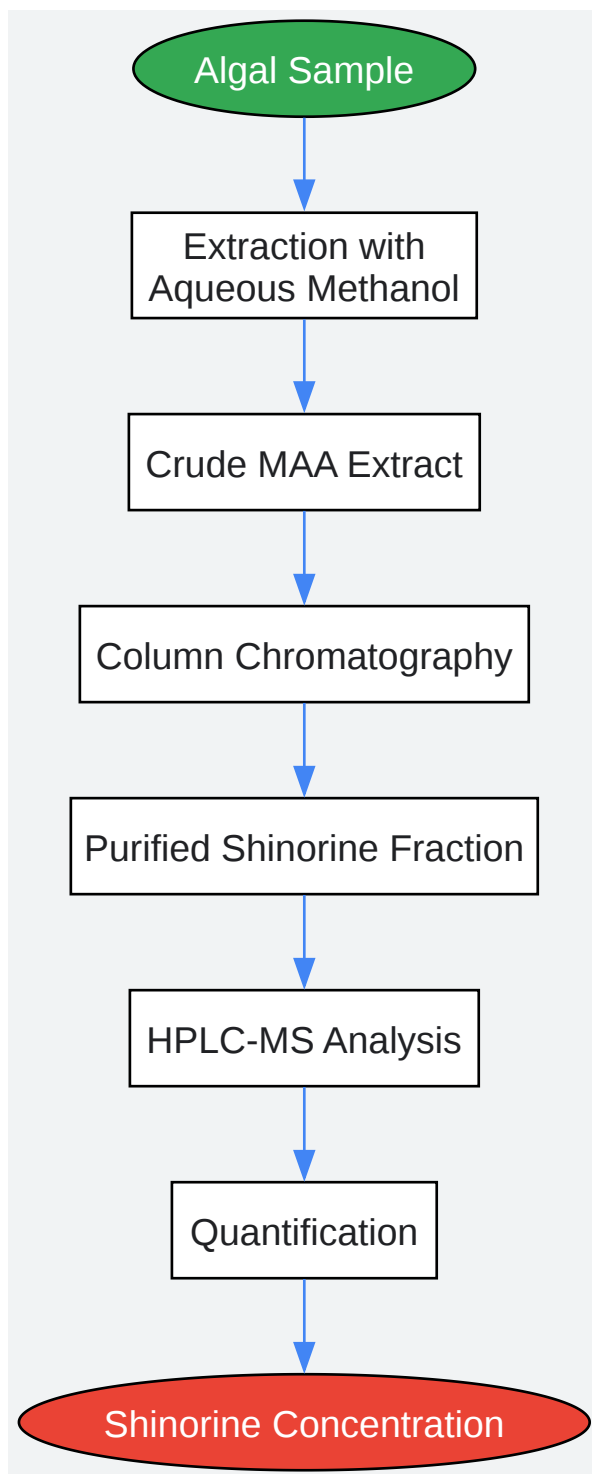 Algal Sample
Extraction with
Aqueous Methanol
Crude MAA Extract
Column Chromatography
Purified Shinorine Fraction
HPLC-MS Analysis
Quantification
Shinorine Concentration